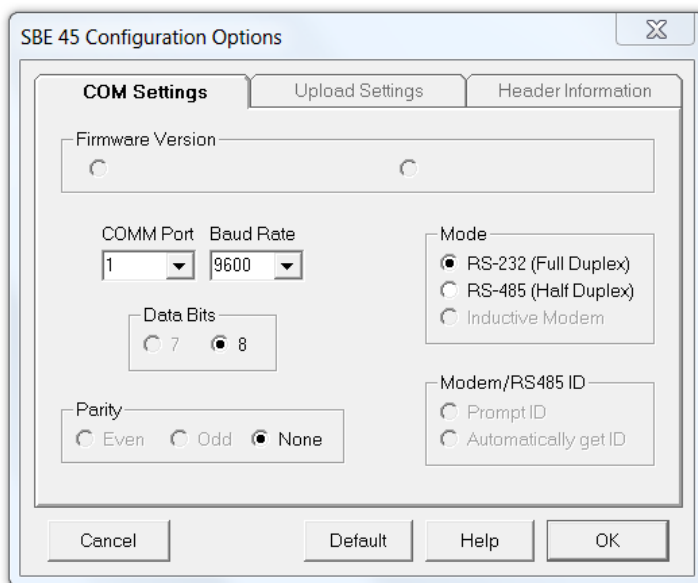 SBE 45 Configuration Options
COM Settings Upload Settings Header Information
Firmware Version
COMM Port Baud Rate
1 9600
Data Bits
7 8
Parity
Even Odd None
Mode
RS-232 (Full Duplex)
RS-485 (Half Duplex)
Inductive Modem
Modem/RS485 ID
Prompt ID
Automatically get ID
Cancel Default Help OK